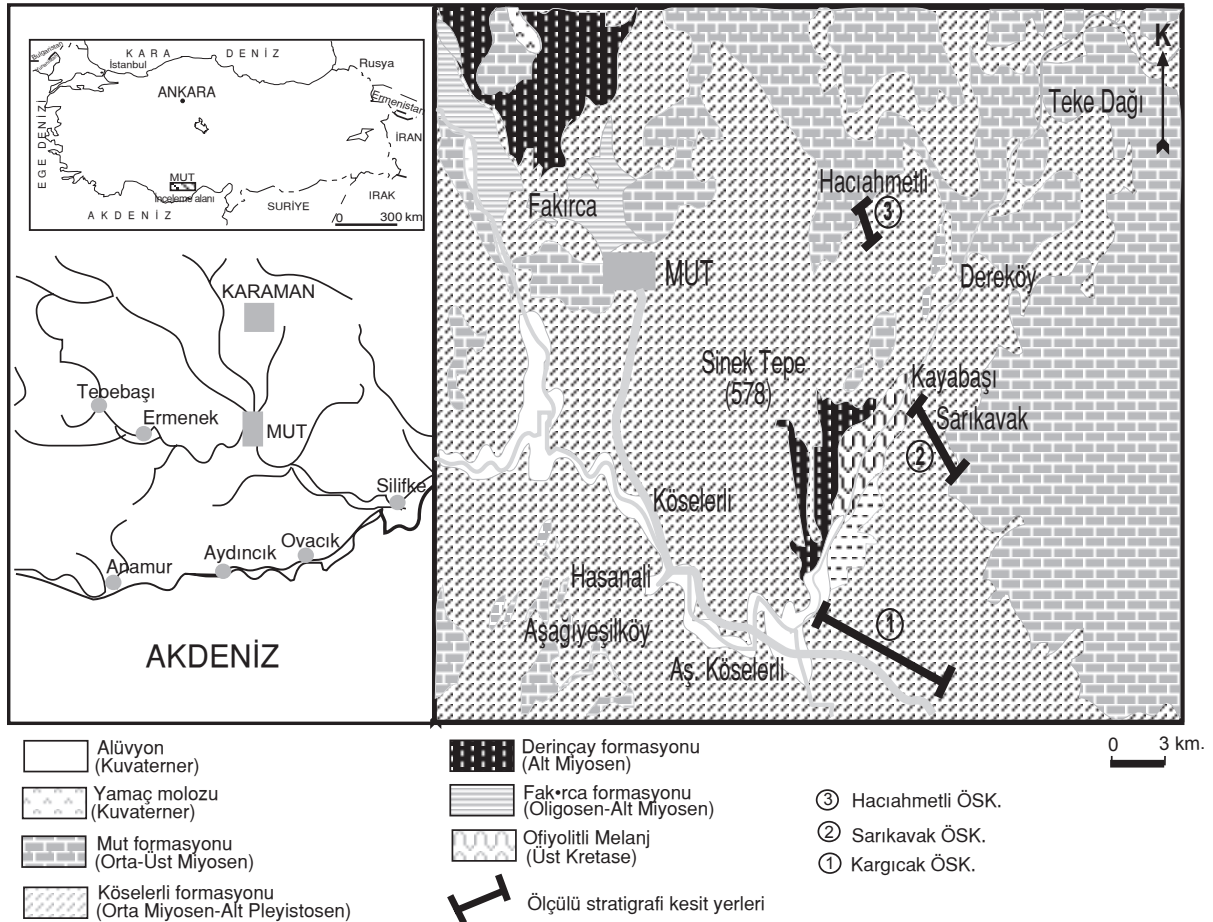 KARA DENİZ
Bulgaristan
İstanbul
Rusya
ANKARA
Ermenistan
EGE DENİZİ
İRAN
MUT
İnceleme alanı
IRAK
SURİYE
AKDENİZ
0 300 km
KARAMAN
Tebebaşı
Ermenek
MUT
Silifke
Ovacık
Aydıncık
Anamur
AKDENİZ
K
Teke Dağı
Hacıahmetli
3
Fakırca
MUT
Dereköy
Sinek Tepe
(578)
Kayabaşı
Sarıkavak
2
Köselerli
Hasanali
Aşağıyeşilköy
1
Aş. Köselerli
Alüvyon
(Kuvaterner)
Yamaç molozu
(Kuvaterner)
Mut formasyonu
(Orta-Üst Miyosen)
Köselerli formasyonu
(Orta Miyosen-Alt Pleyistosen)
Derinçay formasyonu
(Alt Miyosen)
Fak•rca formasyonu
(Oligosen-Alt Miyosen)
Ofiyolitli Melanj
(Üst Kretase)
Ölçülü stratigrafi kesit yerleri
0 3 km.
3 Hacıahmetli ÖSK.
2 Sarıkavak ÖSK.
1 Kargıcak ÖSK.